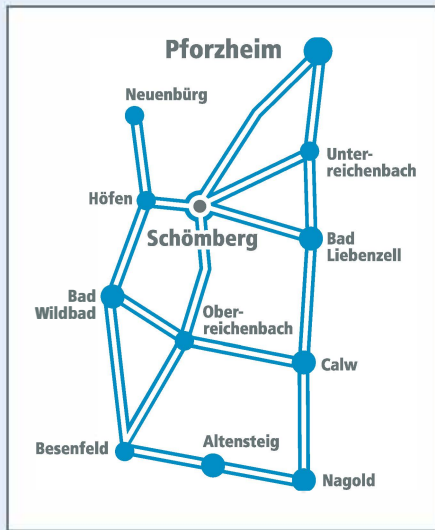 Pforzheim
Neuenbürg
Unter-
reichenbach
Höfen
Schömberg
Bad
Liebenzell
Bad
Wildbad
Ober-
reichenbach
Calw
Besenfeld
Altensteig
Nagold